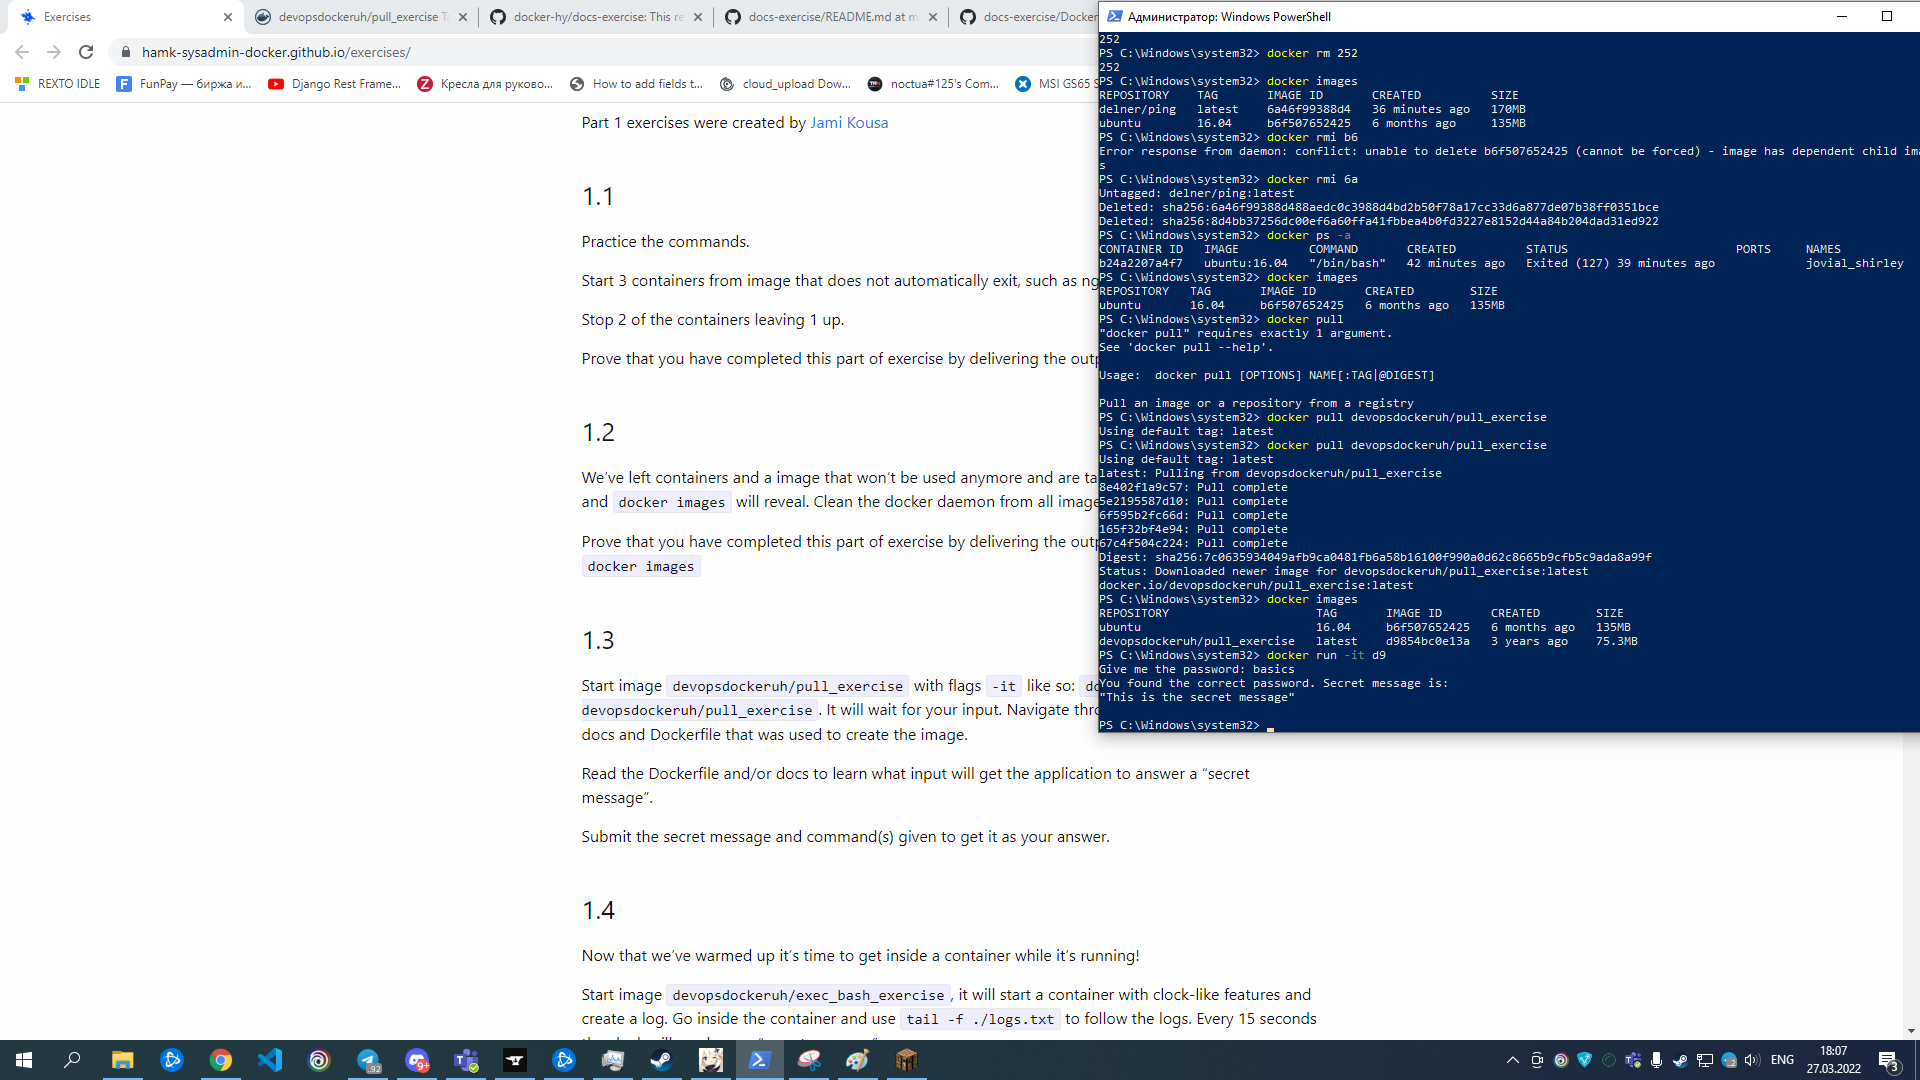 Exercises
devopsdockeruh/pull_exercise Ta
docker-hy/docs-exercise: This re
docs-exercise/README.md at m
docs-exercise/Docker
hamk-sysadmin-docker.github.io/exercises/
REXTO IDLE
FunPay — биржа и...
Django Rest Frame...
Кресла для руково...
How to add fields t...
cloud_upload Dow...
noctua#125's Com...
MSI GS65 S
Part 1 exercises were created by Jami Kousa
1.1
Practice the commands.
Start 3 containers from image that does not automatically exit, such as ng
Stop 2 of the containers leaving 1 up.
Prove that you have completed this part of exercise by delivering the outp
1.2
We've left containers and a image that won't be used anymore and are ta
and docker images will reveal. Clean the docker daemon from all image
Prove that you have completed this part of exercise by delivering the outp
docker images
1.3
Start image devopsdockeruh/pull_exercise with flags -it like so: do
devopsdockeruh/pull_exercise. It will wait for your input. Navigate thro
docs and Dockerfile that was used to create the image.
Read the Dockerfile and/or docs to learn what input will get the application to answer a "secret
message".
Submit the secret message and command(s) given to get it as your answer.
1.4
Now that we've warmed up it's time to get inside a container while it's running!
Start image devopsdockeruh/exec_bash_exercise, it will start a container with clock-like features and
create a log. Go inside the container and use tail -f ./logs.txt to follow the logs. Every 15 seconds
Администратор: Windows PowerShell
252
PS C:\Windows\system32> docker rm 252
252
PS C:\Windows\system32> docker images
REPOSITORY TAG IMAGE ID CREATED SIZE
delner/ping latest 6a46f99388d4 36 minutes ago 170MB
ubuntu 16.04 b6f507652425 6 months ago 135MB
PS C:\Windows\system32> docker rmi b6
Error response from daemon: conflict: unable to delete b6f507652425 (cannot be forced) - image has dependent child ima
s
PS C:\Windows\system32> docker rmi 6a
Untagged: delner/ping:latest
Deleted: sha256:6a46f99388d488aedc0c3988d4bd2b50f78a17cc33d6a877de07b38ff0351bce
Deleted: sha256:8d4bb37256dc00ef6a60ffa41fbbea4b0fd3227e8152d44a84b204dad31ed922
PS C:\Windows\system32> docker ps -a
CONTAINER ID IMAGE COMMAND CREATED STATUS PORTS NAMES
b24a2207a4f7 ubuntu:16.04 "/bin/bash" 42 minutes ago Exited (127) 39 minutes ago jovial_shirley
PS C:\Windows\system32> docker images
REPOSITORY TAG IMAGE ID CREATED SIZE
ubuntu 16.04 b6f507652425 6 months ago 135MB
PS C:\Windows\system32> docker pull
"docker pull" requires exactly 1 argument.
See 'docker pull --help'.
Usage: docker pull [OPTIONS] NAME[:TAG|@DIGEST]
Pull an image or a repository from a registry
PS C:\Windows\system32> docker pull devopsdockeruh/pull_exercise
Using default tag: latest
PS C:\Windows\system32> docker pull devopsdockeruh/pull_exercise
Using default tag: latest
latest: Pulling from devopsdockeruh/pull_exercise
8e402f1a9c57: Pull complete
5e2195587d10: Pull complete
6f595b2fc66d: Pull complete
165f32bf4e94: Pull complete
67c4f504c224: Pull complete
Digest: sha256:7c0635934049afb9ca0481fb6a58b16100f990a0d62c8665b9cfb5c9ada8a99f
Status: Downloaded newer image for devopsdockeruh/pull_exercise:latest
docker.io/devopsdockeruh/pull_exercise:latest
PS C:\Windows\system32> docker images
REPOSITORY TAG IMAGE ID CREATED SIZE
ubuntu 16.04 b6f507652425 6 months ago 135MB
devopsdockeruh/pull_exercise latest d9854bc0e13a 3 years ago 75.3MB
PS C:\Windows\system32> docker run -it d9
Give me the password: basics
You found the correct password. Secret message is:
"This is the secret message"
PS C:\Windows\system32>
92
9+
ENG
18:07
27.03.2022
3